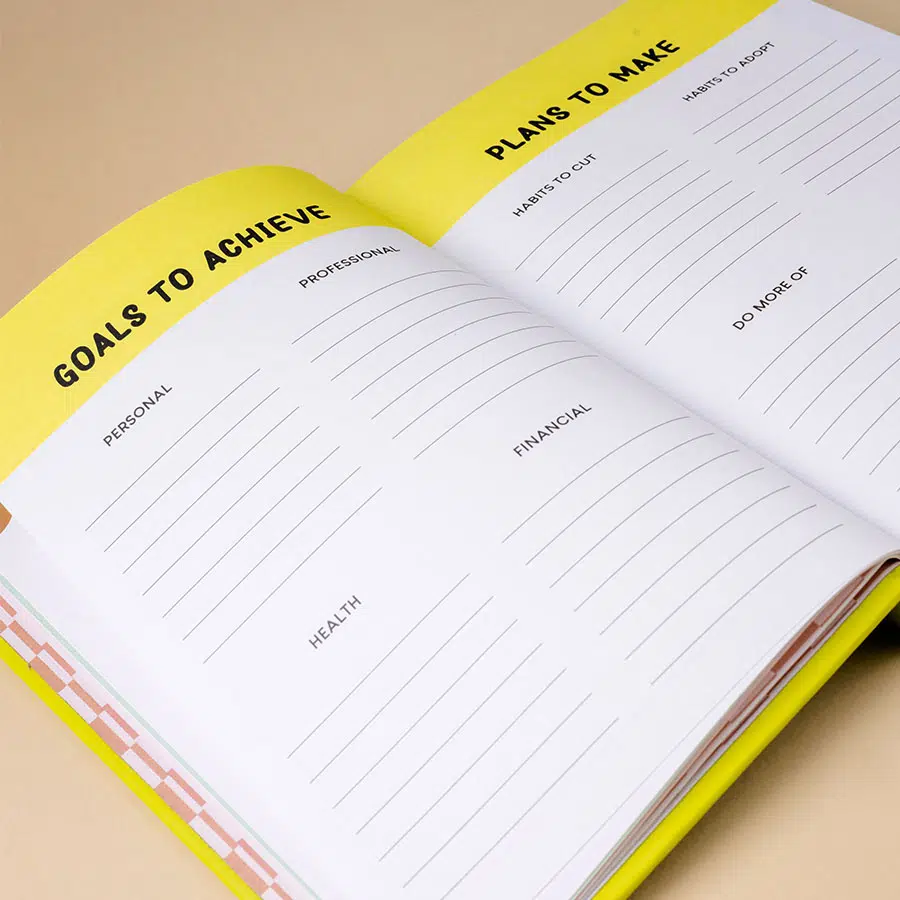 GOALS TO ACHIEVE
PERSONAL
PROFESSIONAL
HEALTH
FINANCIAL
PLANS TO MAKE
HABITS TO CUT
HABITS TO ADOPT
DO MORE OF